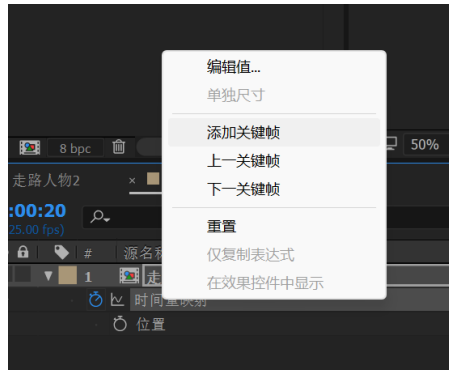 编辑值...
单独尺寸
添加关键帧
上一关键帧
下一关键帧
重置
仅复制表达式
在效果控件中显示
8 bpc
50%
走路人物2
×
:00:20
25.00 fps)
# 源名称
1 走
时间重映射
位置